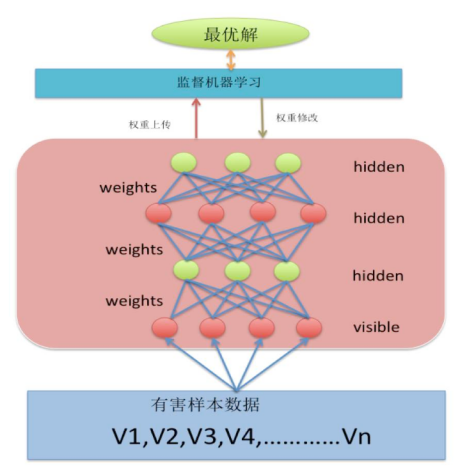 最优解
监督机器学习
权重上传
权重修改
hidden
weights
hidden
weights
hidden
weights
visible
有害样本数据
V1,V2,V3,V4,…………Vn